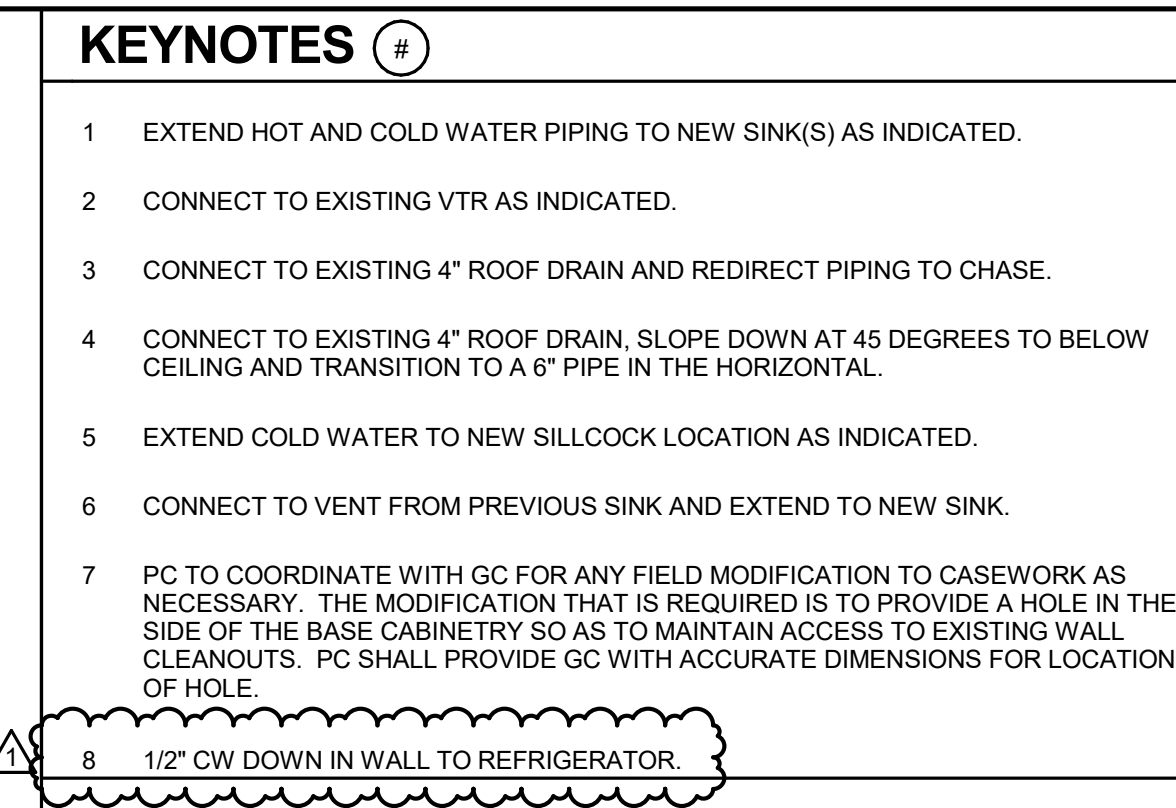 KEYNOTES #
1 EXTEND HOT AND COLD WATER PIPING TO NEW SINK(S) AS INDICATED.
2 CONNECT TO EXISTING VTR AS INDICATED.
3 CONNECT TO EXISTING 4" ROOF DRAIN AND REDIRECT PIPING TO CHASE.
4 CONNECT TO EXISTING 4" ROOF DRAIN, SLOPE DOWN AT 45 DEGREES TO BELOW
CEILING AND TRANSITION TO A 6" PIPE IN THE HORIZONTAL.
5 EXTEND COLD WATER TO NEW SILLCOCK LOCATION AS INDICATED.
6 CONNECT TO VENT FROM PREVIOUS SINK AND EXTEND TO NEW SINK.
7 PC TO COORDINATE WITH GC FOR ANY FIELD MODIFICATION TO CASEWORK AS
NECESSARY. THE MODIFICATION THAT IS REQUIRED IS TO PROVIDE A HOLE IN THE
SIDE OF THE BASE CABINETRY SO AS TO MAINTAIN ACCESS TO EXISTING WALL
CLEANOUTS. PC SHALL PROVIDE GC WITH ACCURATE DIMENSIONS FOR LOCATION
OF HOLE.
1 8 1/2" CW DOWN IN WALL TO REFRIGERATOR.